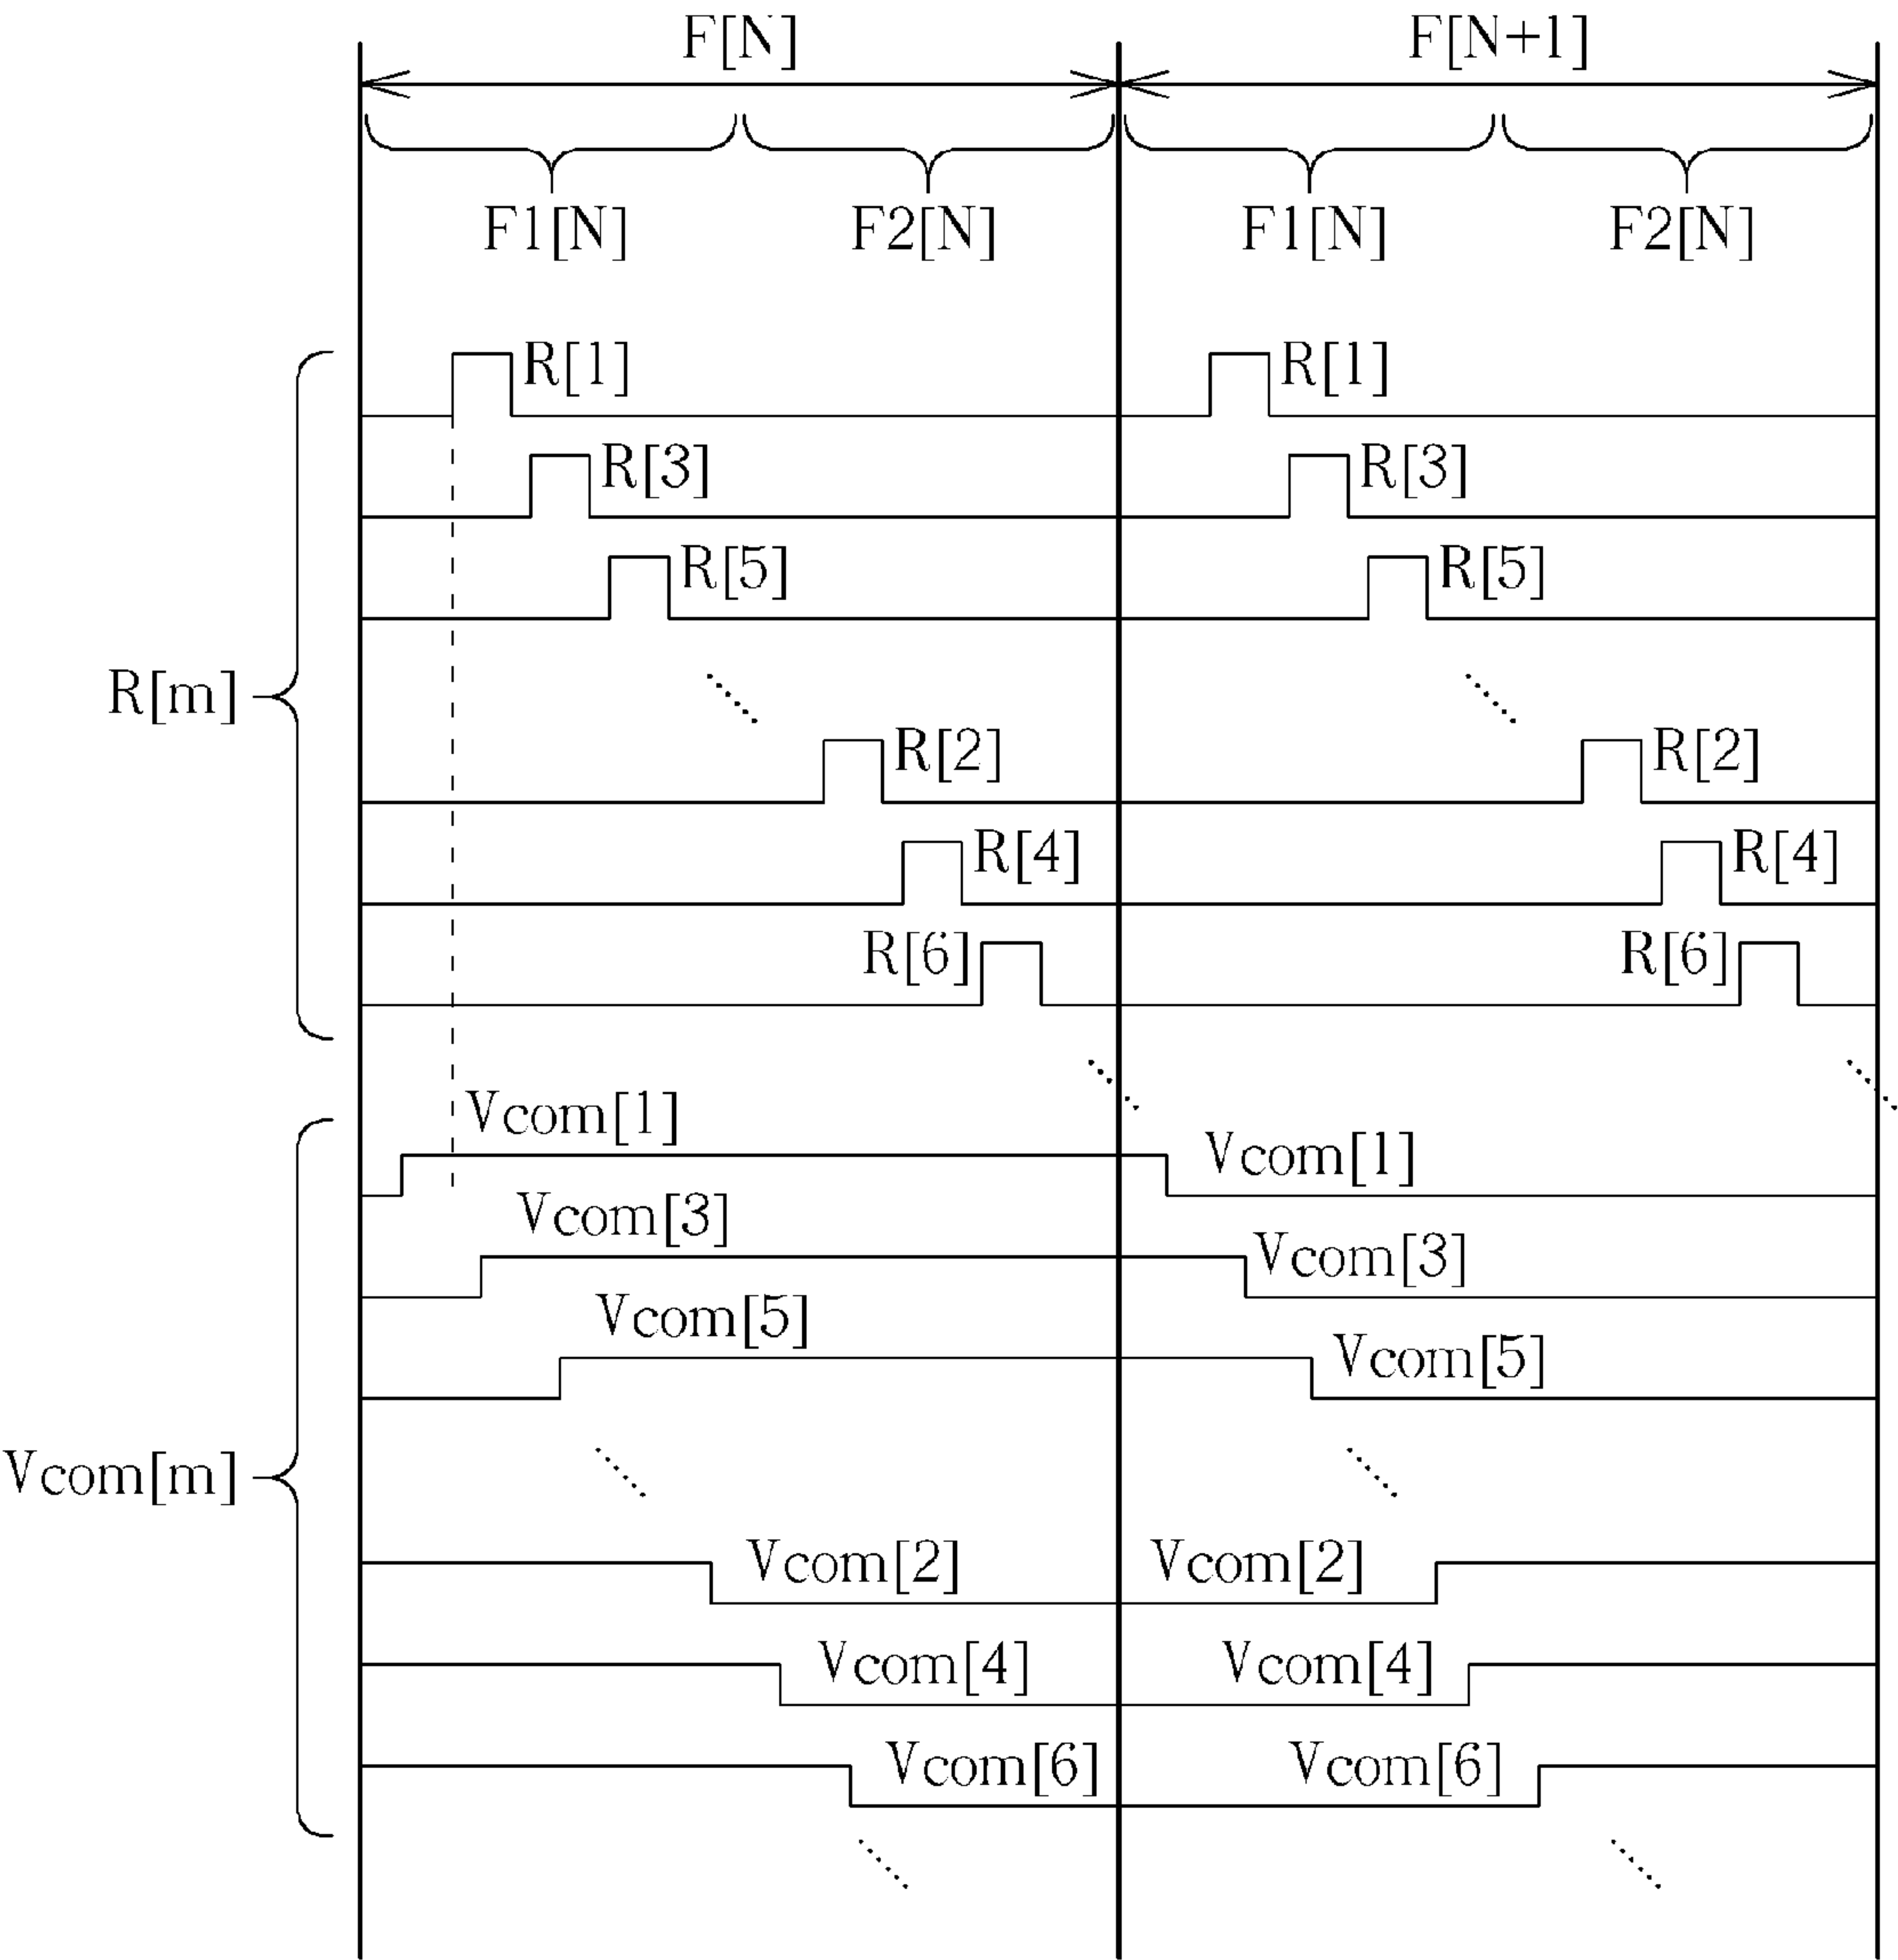 F[N] F[N+1]
F1[N] F2[N] F1[N] F2[N]
R[1] R[1]
R[3] R[3]
R[5] R[5]
R[m]
R[2] R[2]
R[4] R[4]
R[6] R[6]
Vcom[1] Vcom[1]
Vcom[3] Vcom[3]
Vcom[5] Vcom[5]
Vcom[m]
Vcom[2] Vcom[2]
Vcom[4] Vcom[4]
Vcom[6] Vcom[6]